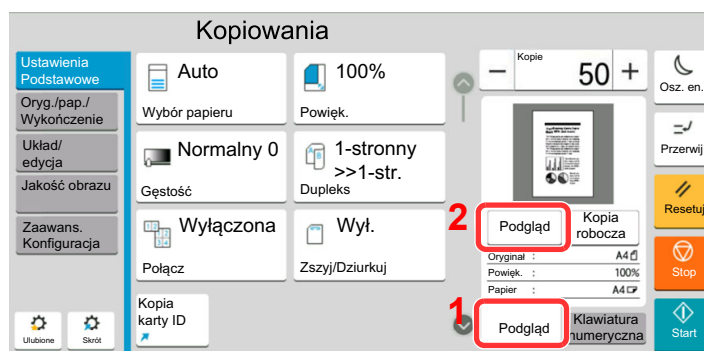 Kopiowania
Ustawienia
Podstawowe
Oryg./pap./
Wykończenie
Układ/
edycja
Jakość obrazu
Zaawans.
Konfiguracja
Ulubione
Skrót
Auto
Wybór papieru
100%
Powięk.
Normalny 0
Gęstość
1-stronny
>>1-str.
Dupleks
Wyłączona
Połącz
Wył.
Zszyj/Dziurkuj
Kopia
karty ID
Kopie
− 50 +
2
Podgląd
Kopia
robocza
Oryginał : A4
Powięk. : 100%
Papier : A4
1
Podgląd
Klawiatura
numeryczna
Osz. en.
Przerwij
Resetuj
Stop
Start